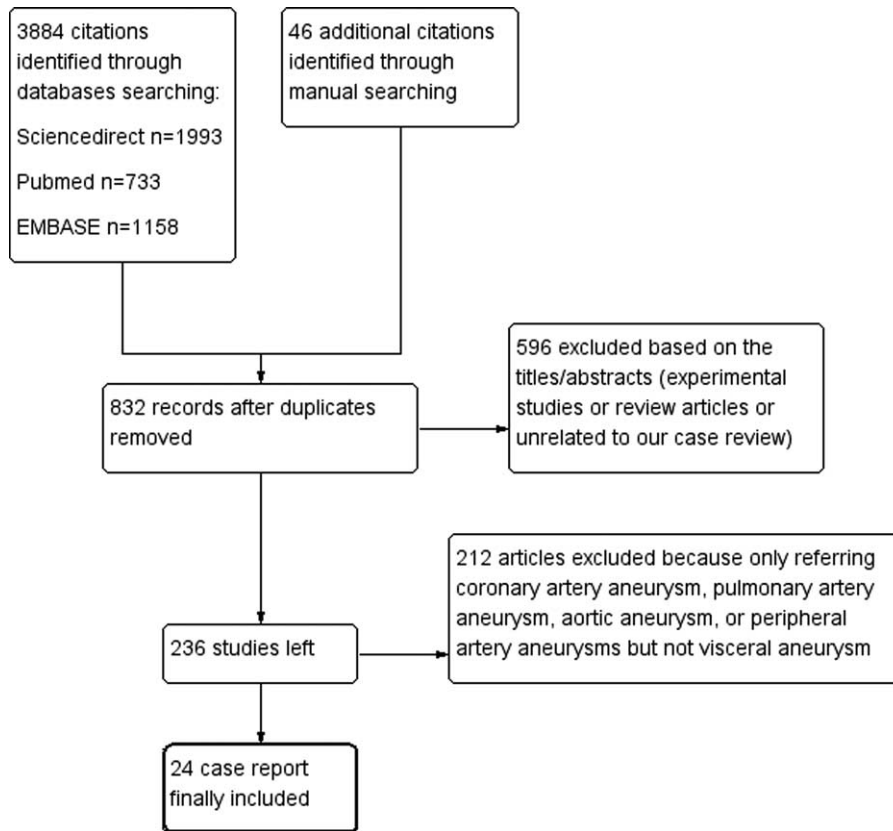 3884 citations
identified through
databases searching:
Sciencedirect n=1993
Pubmed n=733
EMBASE n=1158
46 additional citations
identified through
manual searching
832 records after duplicates
removed
596 excluded based on the
titles/abstracts (experimental
studies or review articles or
unrelated to our case review)
236 studies left
212 articles excluded because only referring
coronary artery aneurysm, pulmonary artery
aneurysm, aortic aneurysm, or peripheral
artery aneurysms but not visceral aneurysm
24 case report
finally included